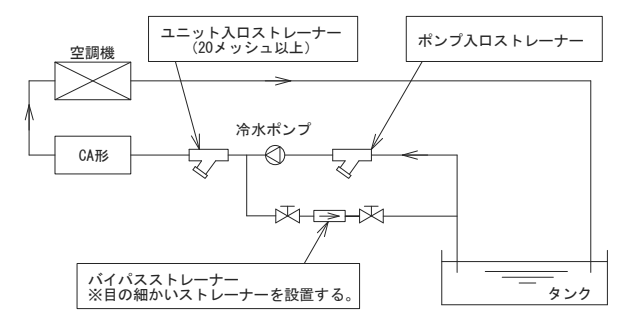 ユニット入口ストレーナー
（20メッシュ以上）
ポンプ入口ストレーナー
空調機
冷水ポンプ
CA形
バイパスストレーナー
※目の細かいストレーナーを設置する。
タンク